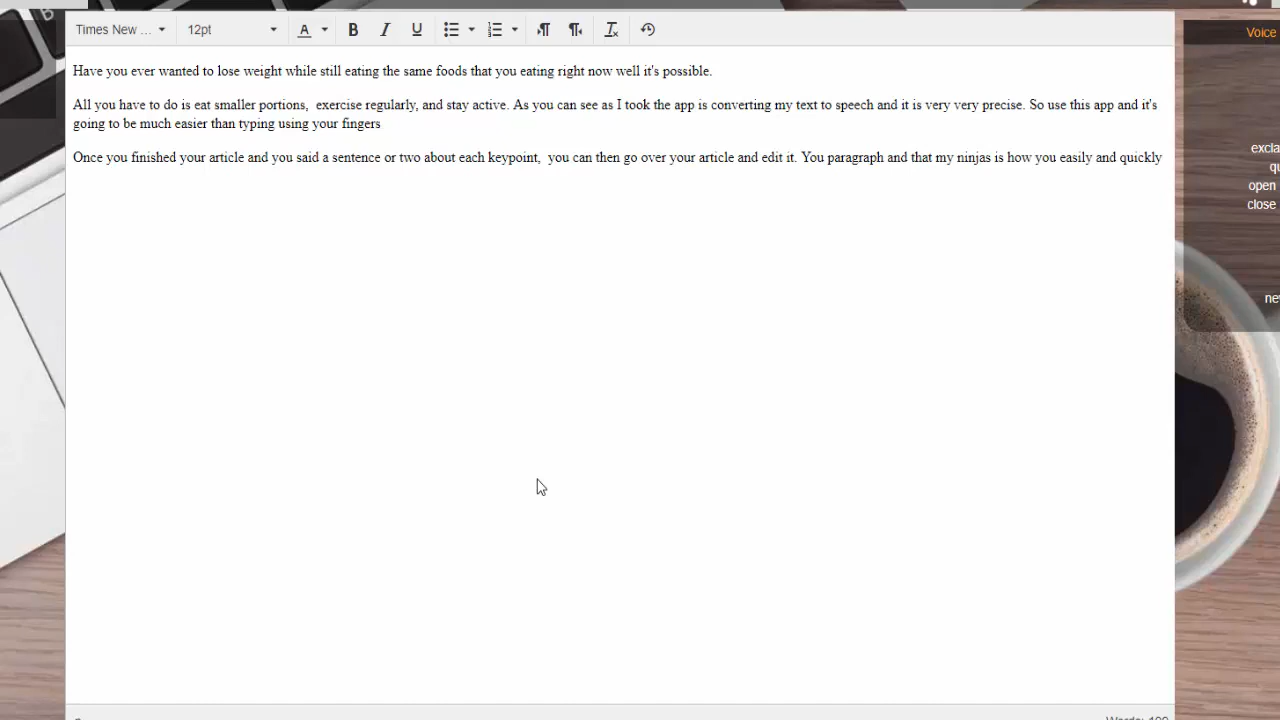 Times New ...
12pt
A
B
I
U
Have you ever wanted to lose weight while still eating the same foods that you eating right now well it's possible.
All you have to do is eat smaller portions,  exercise regularly, and stay active. As you can see as I took the app is converting my text to speech and it is very very precise. So use this app and it's
going to be much easier than typing using your fingers
Once you finished your article and you said a sentence or two about each keypoint,  you can then go over your article and edit it. You paragraph and that my ninjas is how you easily and quickly
Voice
open
close